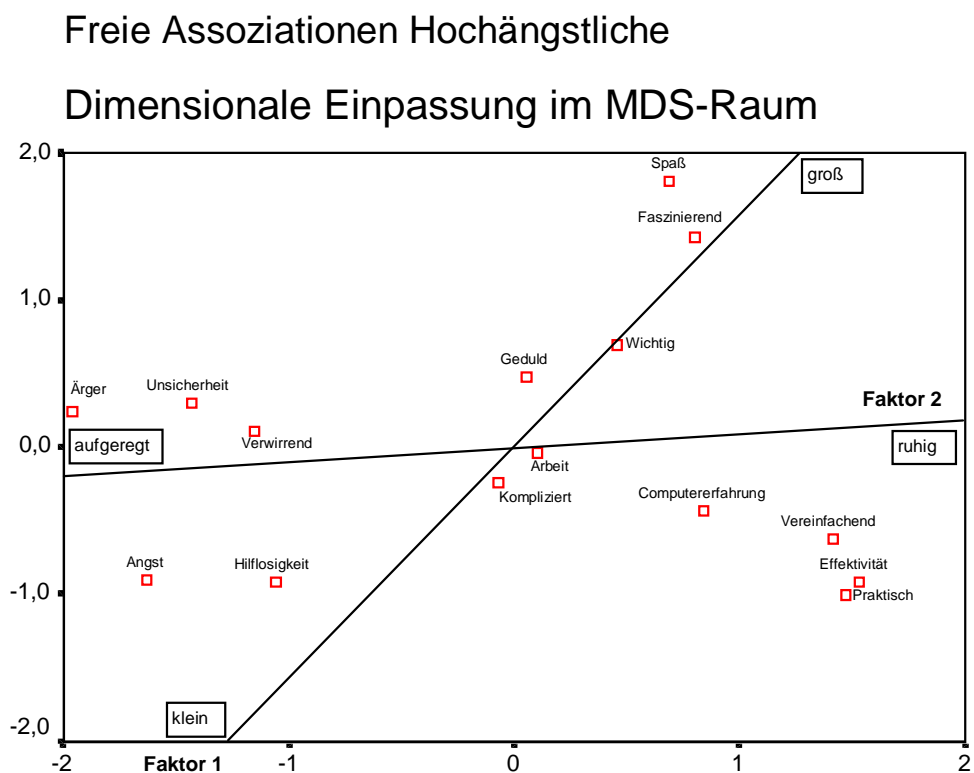 Freie Assoziationen Hochängstliche
Dimensionale Einpassung im MDS-Raum
2,0
Spaß
groß
Faszinierend
1,0
Wichtig
Geduld
Ärger
Unsicherheit
Faktor 2
Verwirrend
0,0
aufgeregt
ruhig
Arbeit
Kompliziert
Computererfahrung
Vereinfachend
Angst
Hilflosigkeit
Effektivität
-1,0
Praktisch
klein
-2,0
-2
Faktor 1
-1
0
1
2